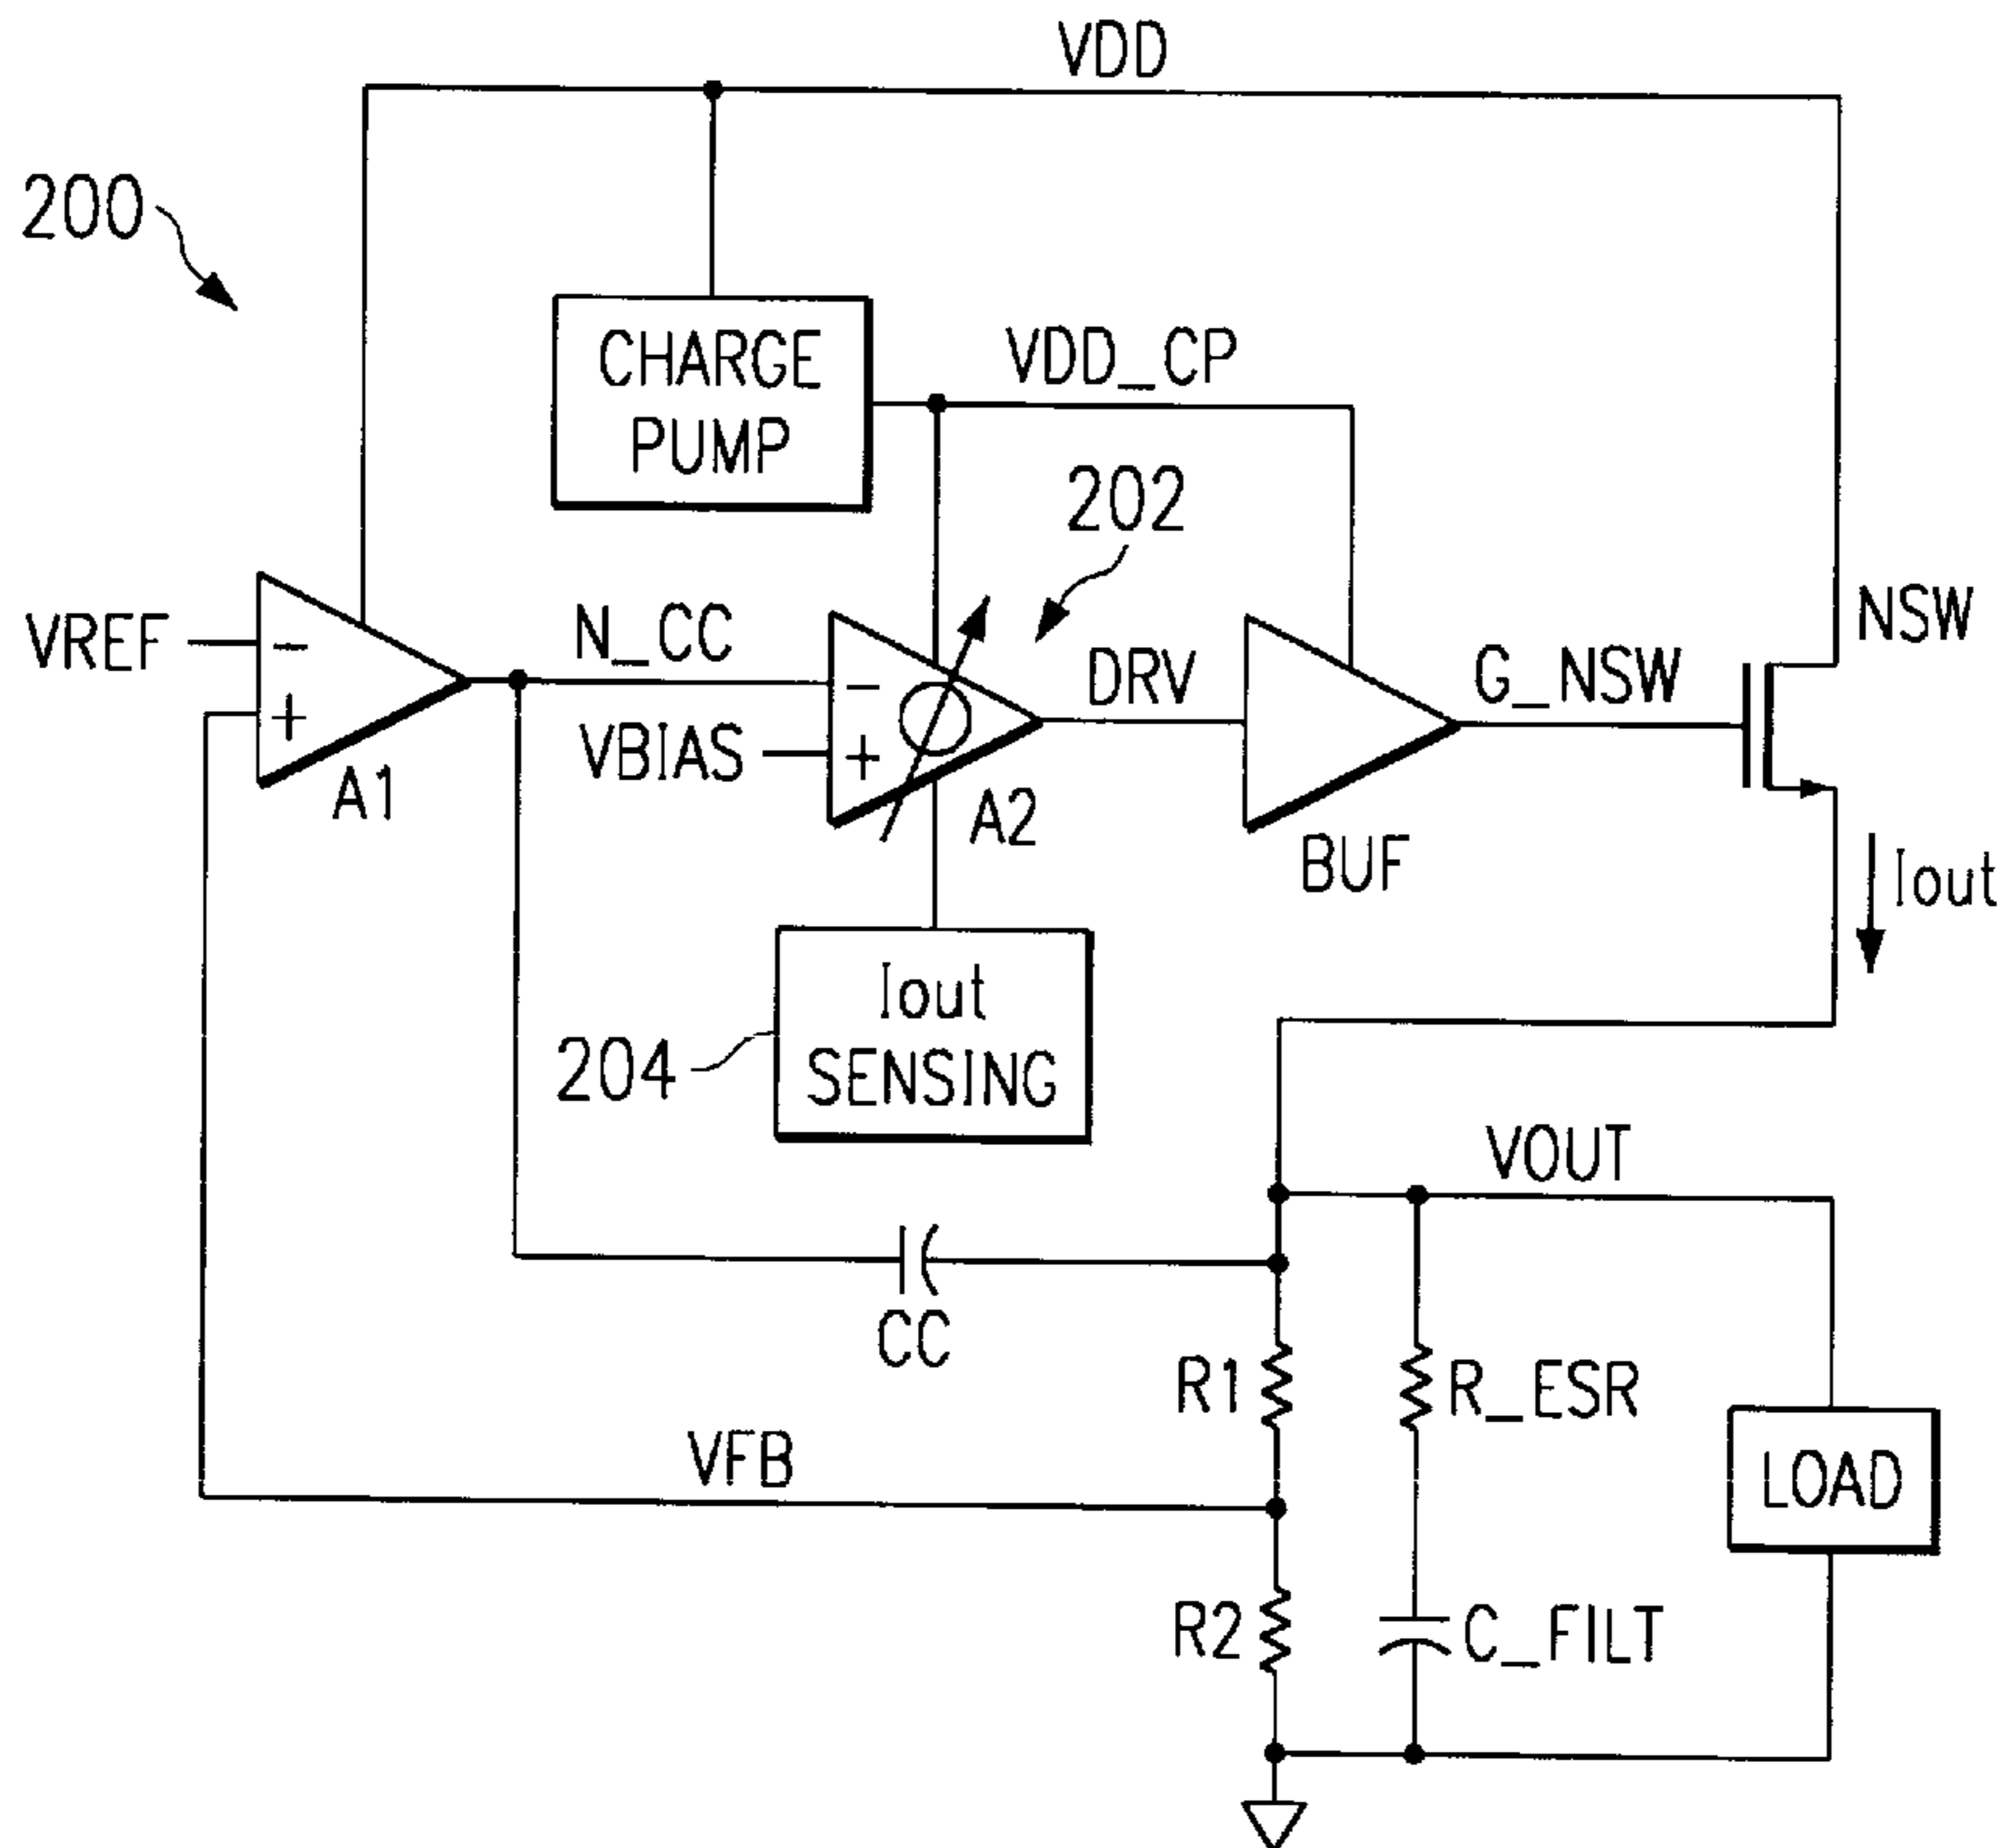 VDD
200
CHARGE
PUMP
VDD_CP
202
VREF
-
+
A1
N_CC
VBIAS
-
+
A2
DRV
BUF
G_NSW
NSW
Iout
Iout
SENSING
204
VOUT
CC
R1
R_ESR
LOAD
VFB
R2
C_FILT